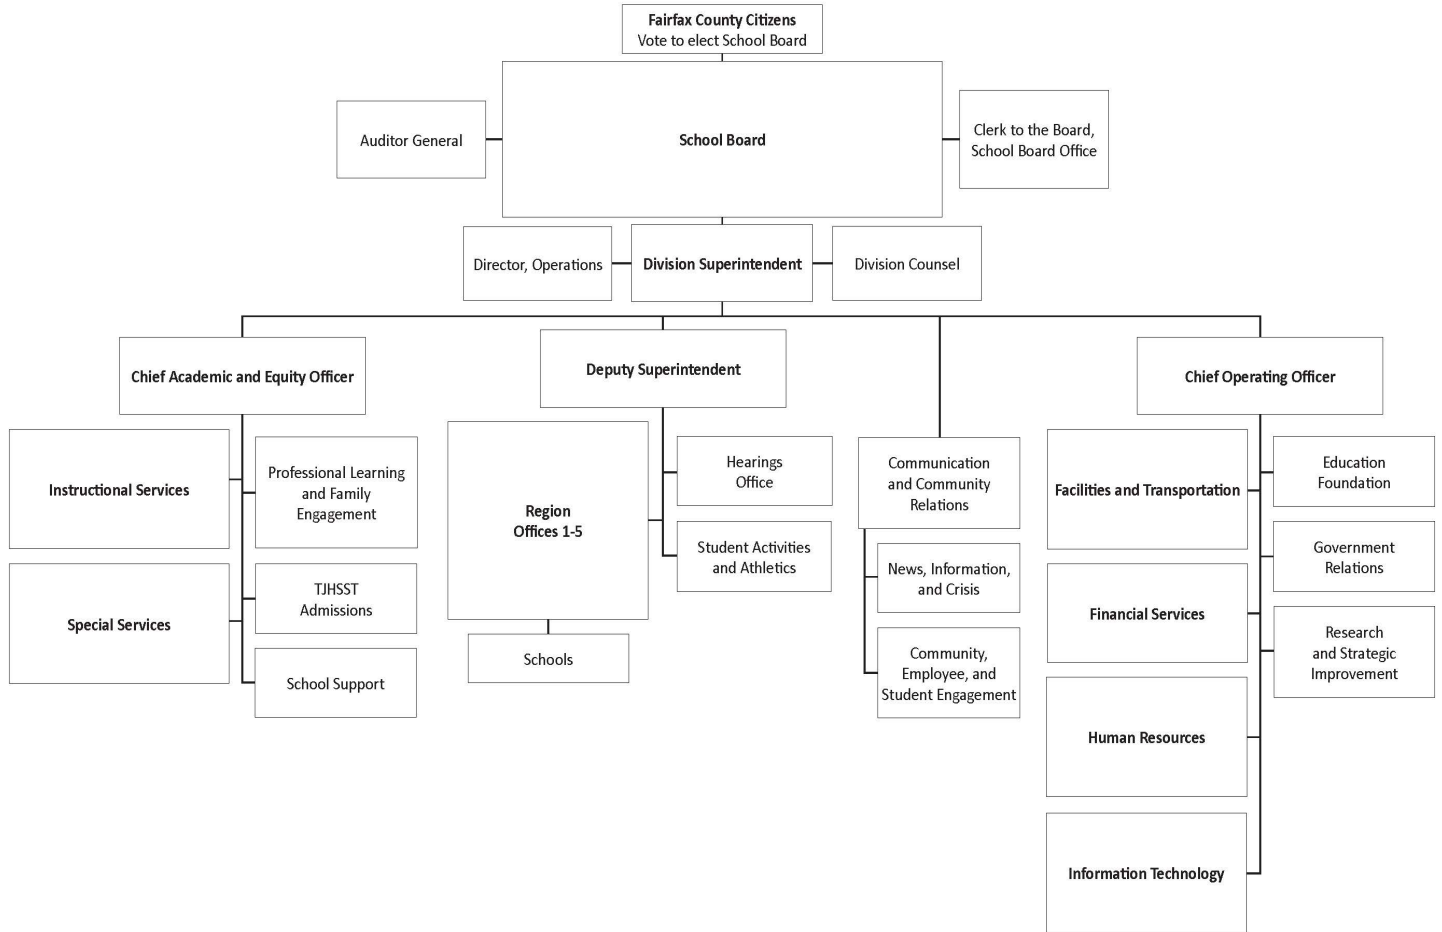 Fairfax County Citizens
Vote to elect School Board
Auditor General
School Board
Clerk to the Board,
School Board Office
Director, Operations
Division Superintendent
Division Counsel
Chief Academic and Equity Officer
Deputy Superintendent
Chief Operating Officer
Instructional Services
Professional Learning
and Family
Engagement
Special Services
TJHSST
Admissions
School Support
Region
Offices 1-5
Hearings
Office
Student Activities
and Athletics
Schools
Communication
and Community
Relations
News, Information,
and Crisis
Community,
Employee, and
Student Engagement
Facilities and Transportation
Education
Foundation
Government
Relations
Financial Services
Research
and Strategic
Improvement
Human Resources
Information Technology